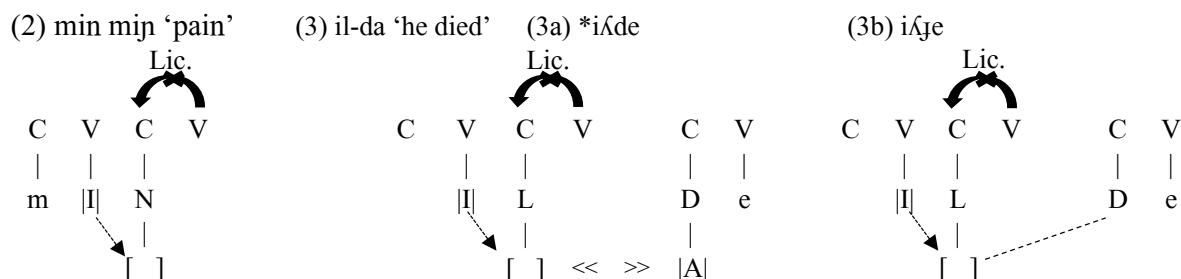 (2) min miɲ ‘pain’ (3) il-da ‘he died’ (3a) *iʎde (3b) iʎɟe
Lic. Lic. Lic.
C V C V C V C V C V C V C V C V
m |I| N |I| L D e |I| L D e
[ ] [ ] << >> |A| [ ]